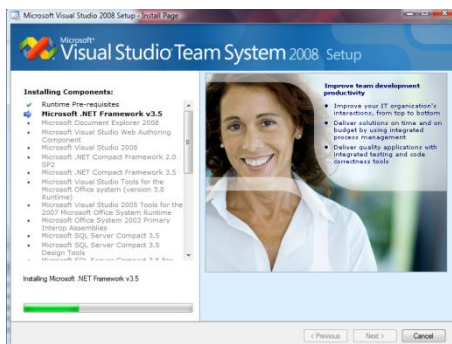 Microsoft Visual Studio 2008 Setup - Install Page
Microsoft®
Visual Studio Team System 2008 Setup
Installing Components:
Runtime Pre-requisites
Microsoft .NET Framework v3.5
Microsoft Document Explorer 2008
Microsoft Visual Studio Web Authoring
Component
Microsoft Visual Studio 2008
Microsoft .NET Compact Framework 2.0
SP2
Microsoft .NET Compact Framework 3.5
Microsoft Visual Studio Tools for the
Microsoft Office system (version 3.0
Runtime)
Microsoft Visual Studio 2005 Tools for the
2007 Microsoft Office System Runtime
Microsoft Office System 2003 Primary
Interop Assemblies
Microsoft SQL Server Compact 3.5
Microsoft SQL Server Compact 3.5
Design Tools
Microsoft SQL Server Compact 3.5 for
Installing Microsoft .NET Framework v3.5
Improve team development
productivity
Improve your IT organization's
interactions, from top to bottom
Deliver solutions on time and on
budget by using integrated
process management
Deliver quality applications with
integrated testing and code
correctness tools
< Previous
Next >
Cancel